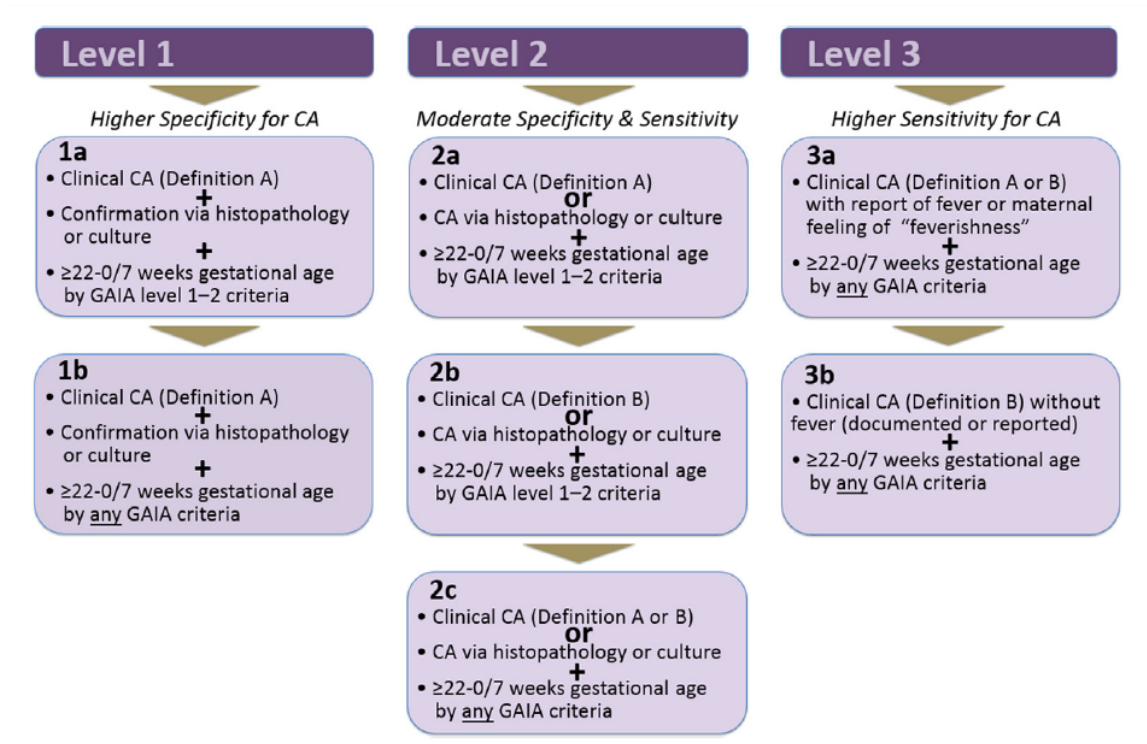 Level 1
Higher Specificity for CA
1a
• Clinical CA (Definition A)
+
• Confirmation via histopathology
or culture
+
• ≥22-0/7 weeks gestational age
by GAIA level 1–2 criteria
1b
• Clinical CA (Definition A)
+
• Confirmation via histopathology
or culture
+
• ≥22-0/7 weeks gestational age
by any GAIA criteria
Level 2
Moderate Specificity & Sensitivity
2a
• Clinical CA (Definition A)
or
• CA via histopathology or culture
+
• ≥22-0/7 weeks gestational age
by GAIA level 1–2 criteria
2b
• Clinical CA (Definition B)
or
• CA via histopathology or culture
+
• ≥22-0/7 weeks gestational age
by GAIA level 1–2 criteria
2c
• Clinical CA (Definition A or B)
or
• CA via histopathology or culture
+
• ≥22-0/7 weeks gestational age
by any GAIA criteria
Level 3
Higher Sensitivity for CA
3a
• Clinical CA (Definition A or B)
with report of fever or maternal
feeling of “feverishness”
+
• ≥22-0/7 weeks gestational age
by any GAIA criteria
3b
• Clinical CA (Definition B) without
fever (documented or reported)
+
• ≥22-0/7 weeks gestational age
by any GAIA criteria